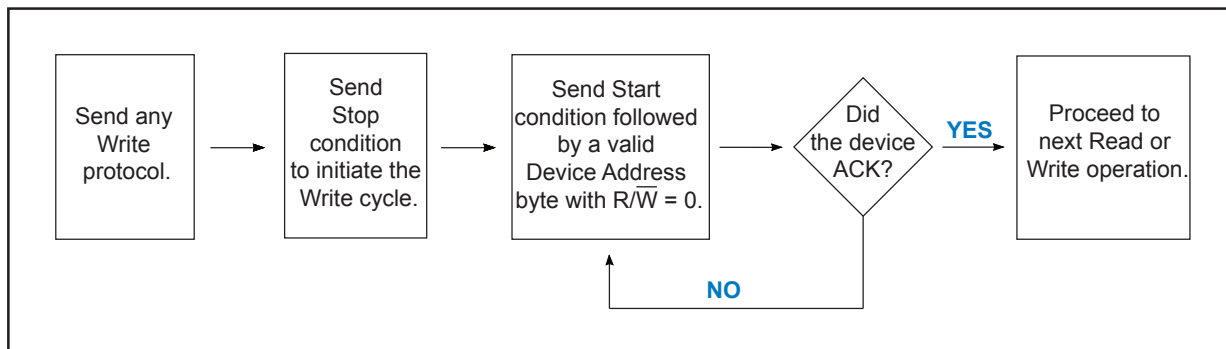 Send any
Write
protocol.
Send
Stop
condition
to initiate the
Write cycle.
Send Start
condition followed
by a valid
Device Address
byte with R/W̅ = 0.
Did
the device
ACK?
YES
NO
Proceed to
next Read or
Write operation.